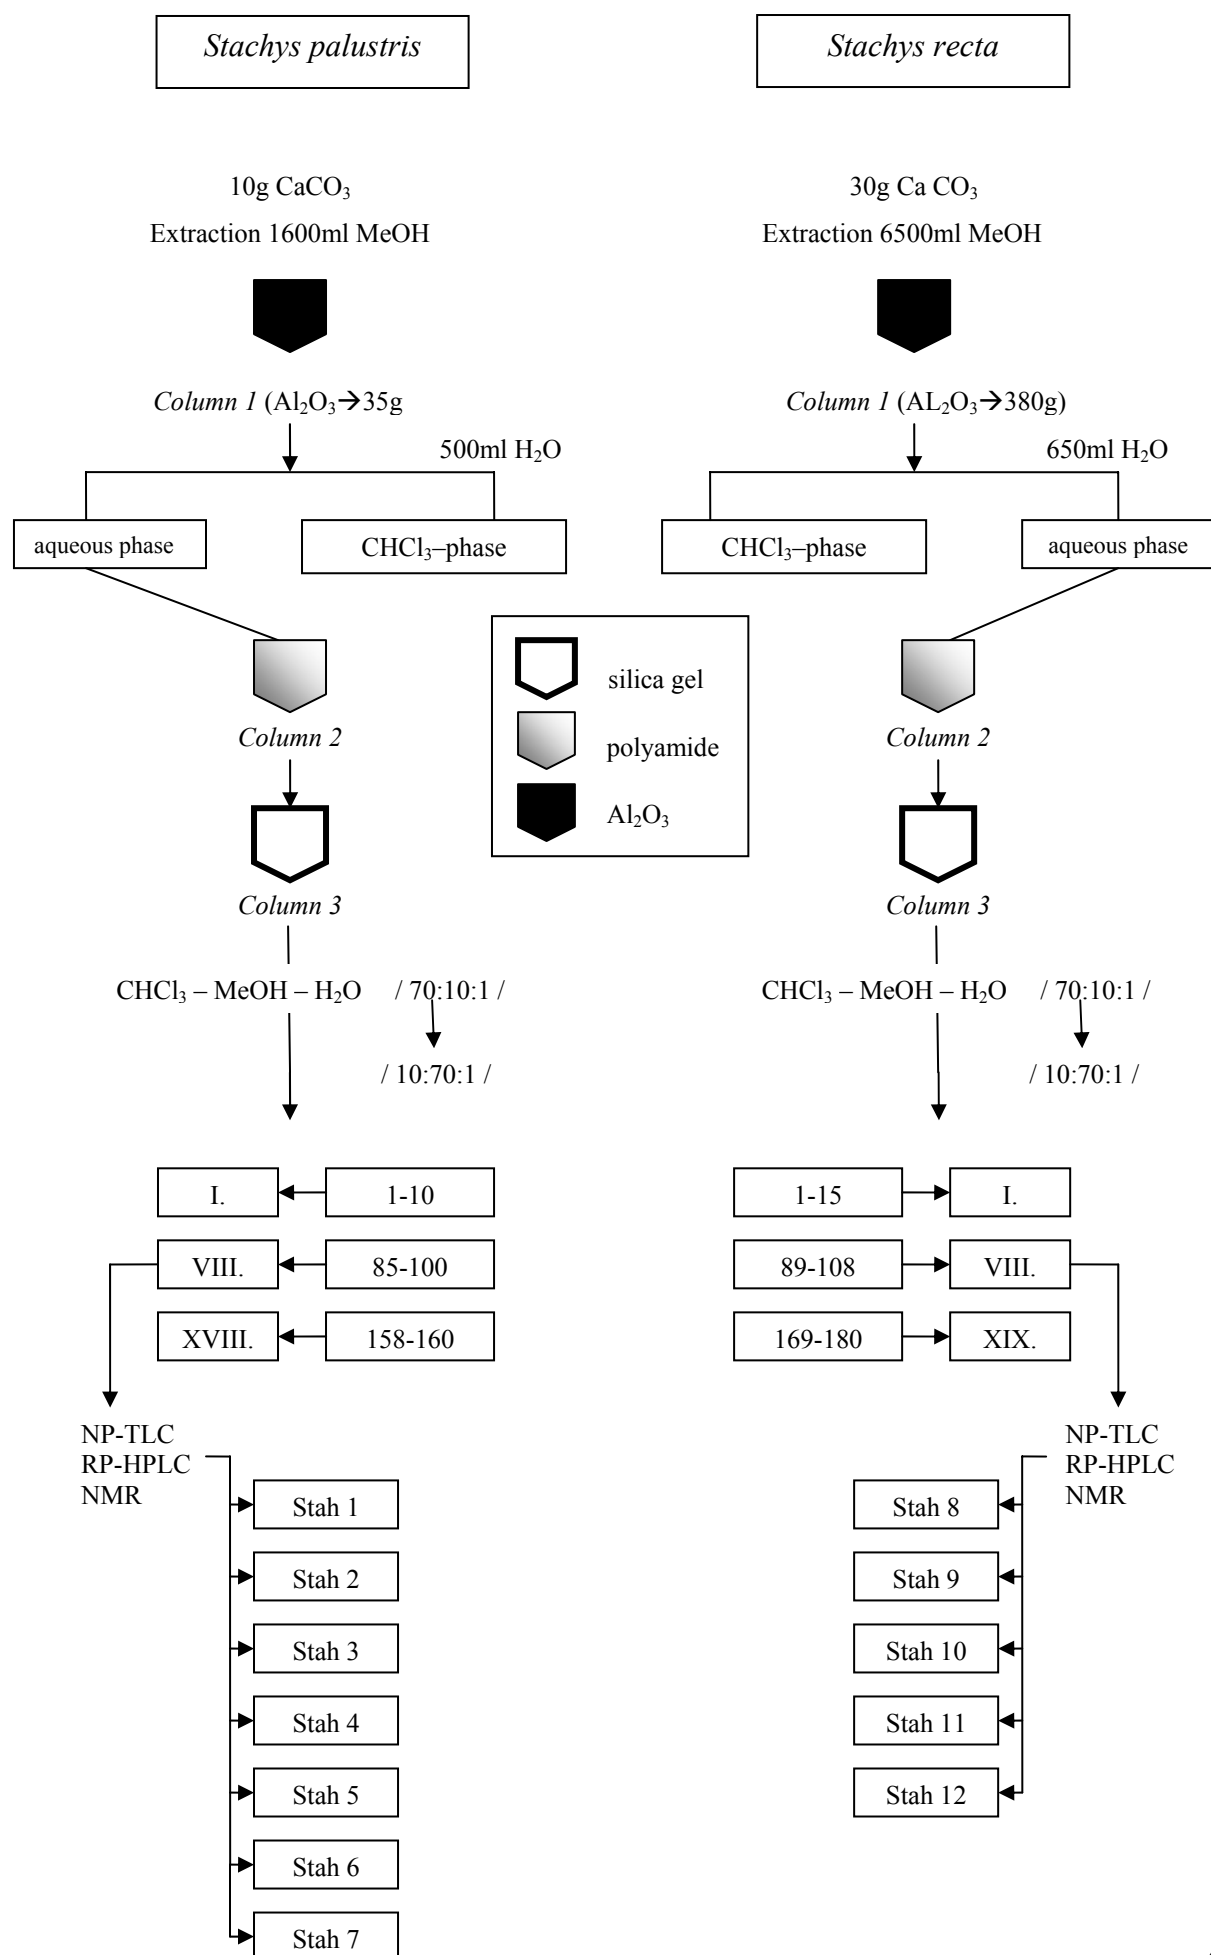 Stachys palustris
10g CaCO₃
Extraction 1600ml MeOH
Column 1 (Al₂O₃→35g
500ml H₂O
aqueous phase
CHCl₃–phase
Column 2
Column 3
CHCl₃ – MeOH – H₂O / 70:10:1 /
/ 10:70:1 /
I.
1-10
VIII.
85-100
XVIII.
158-160
NP-TLC
RP-HPLC
NMR
Stah 1
Stah 2
Stah 3
Stah 4
Stah 5
Stah 6
Stah 7
silica gel
polyamide
Al₂O₃
Stachys recta
30g Ca CO₃
Extraction 6500ml MeOH
Column 1 (AL₂O₃→380g)
650ml H₂O
CHCl₃–phase
aqueous phase
Column 2
Column 3
CHCl₃ – MeOH – H₂O / 70:10:1 /
/ 10:70:1 /
1-15
I.
89-108
VIII.
169-180
XIX.
NP-TLC
RP-HPLC
NMR
Stah 8
Stah 9
Stah 10
Stah 11
Stah 12